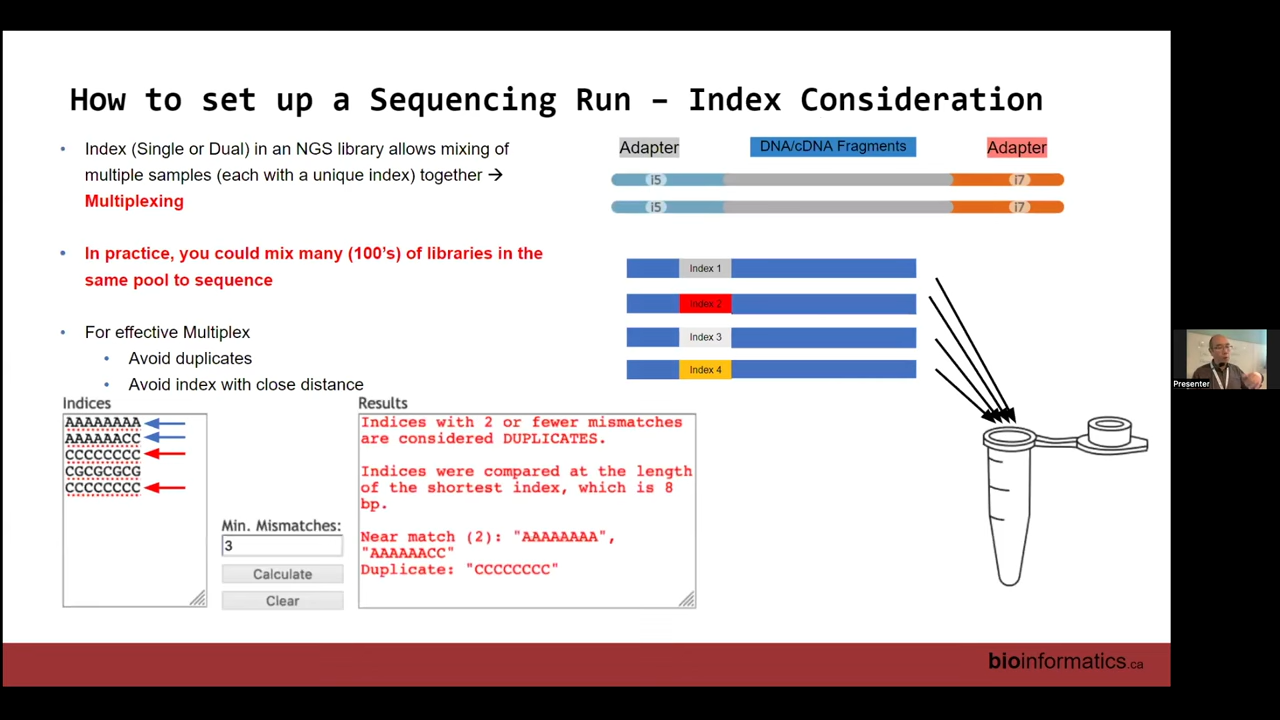 How to set up a Sequencing Run – Index Consideration
• Index (Single or Dual) in an NGS library allows mixing of
multiple samples (each with a unique index) together →
Multiplexing
• In practice, you could mix many (100's) of libraries in the
same pool to sequence
• For effective Multiplex
• Avoid duplicates
• Avoid index with close distance
Adapter
DNA/cDNA Fragments
Adapter
i5
i7
i5
i7
Index 1
Index 2
Index 3
Index 4
Indices
AAAAAAAA
AAAAAACC
CCCCCCCC
CGCGCGCG
CCCCCCCC
Min. Mismatches:
3
Calculate
Clear
Results
Indices with 2 or fewer mismatches
are considered DUPLICATES.
Indices were compared at the length
of the shortest index, which is 8
bp.
Near match (2): "AAAAAAAA",
"AAAAAACC"
Duplicate: "CCCCCCCC"
Presenter
bioinformatics.ca